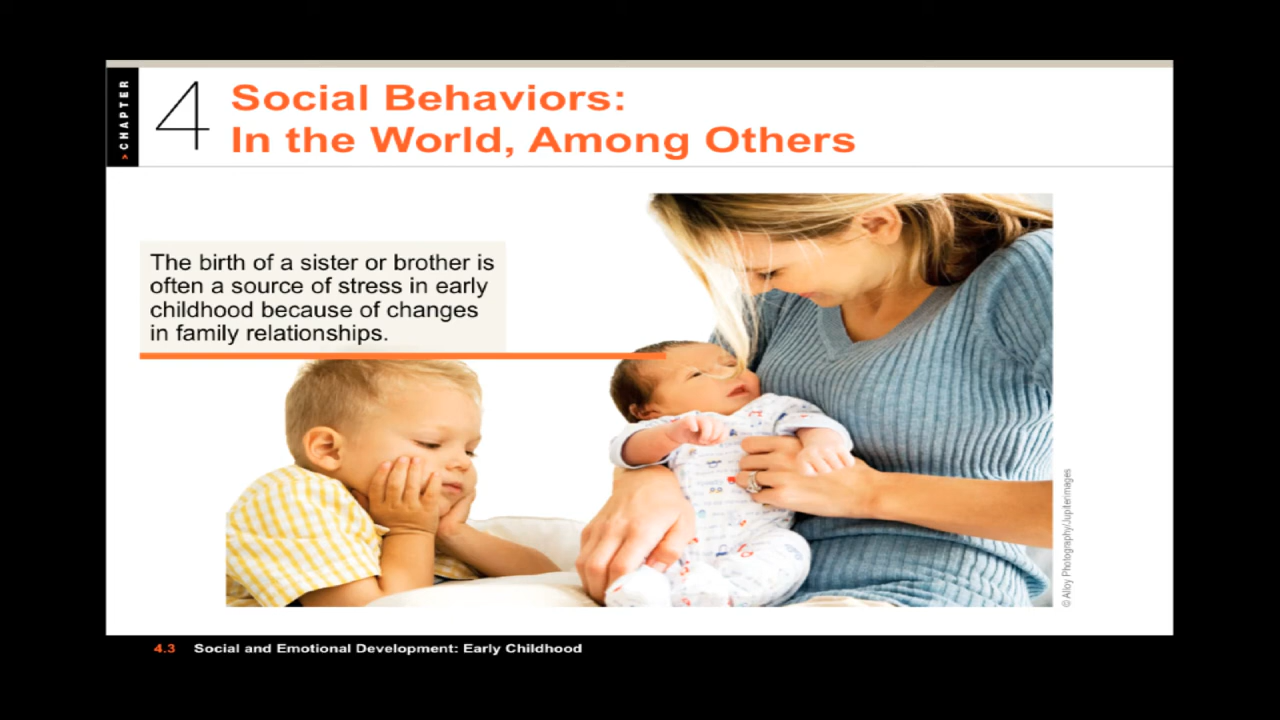 >CHAPTER
4
Social Behaviors:
In the World, Among Others
The birth of a sister or brother is
often a source of stress in early
childhood because of changes
in family relationships.
© Alloy Photography/Jupiterimages
4.3 Social and Emotional Development: Early Childhood